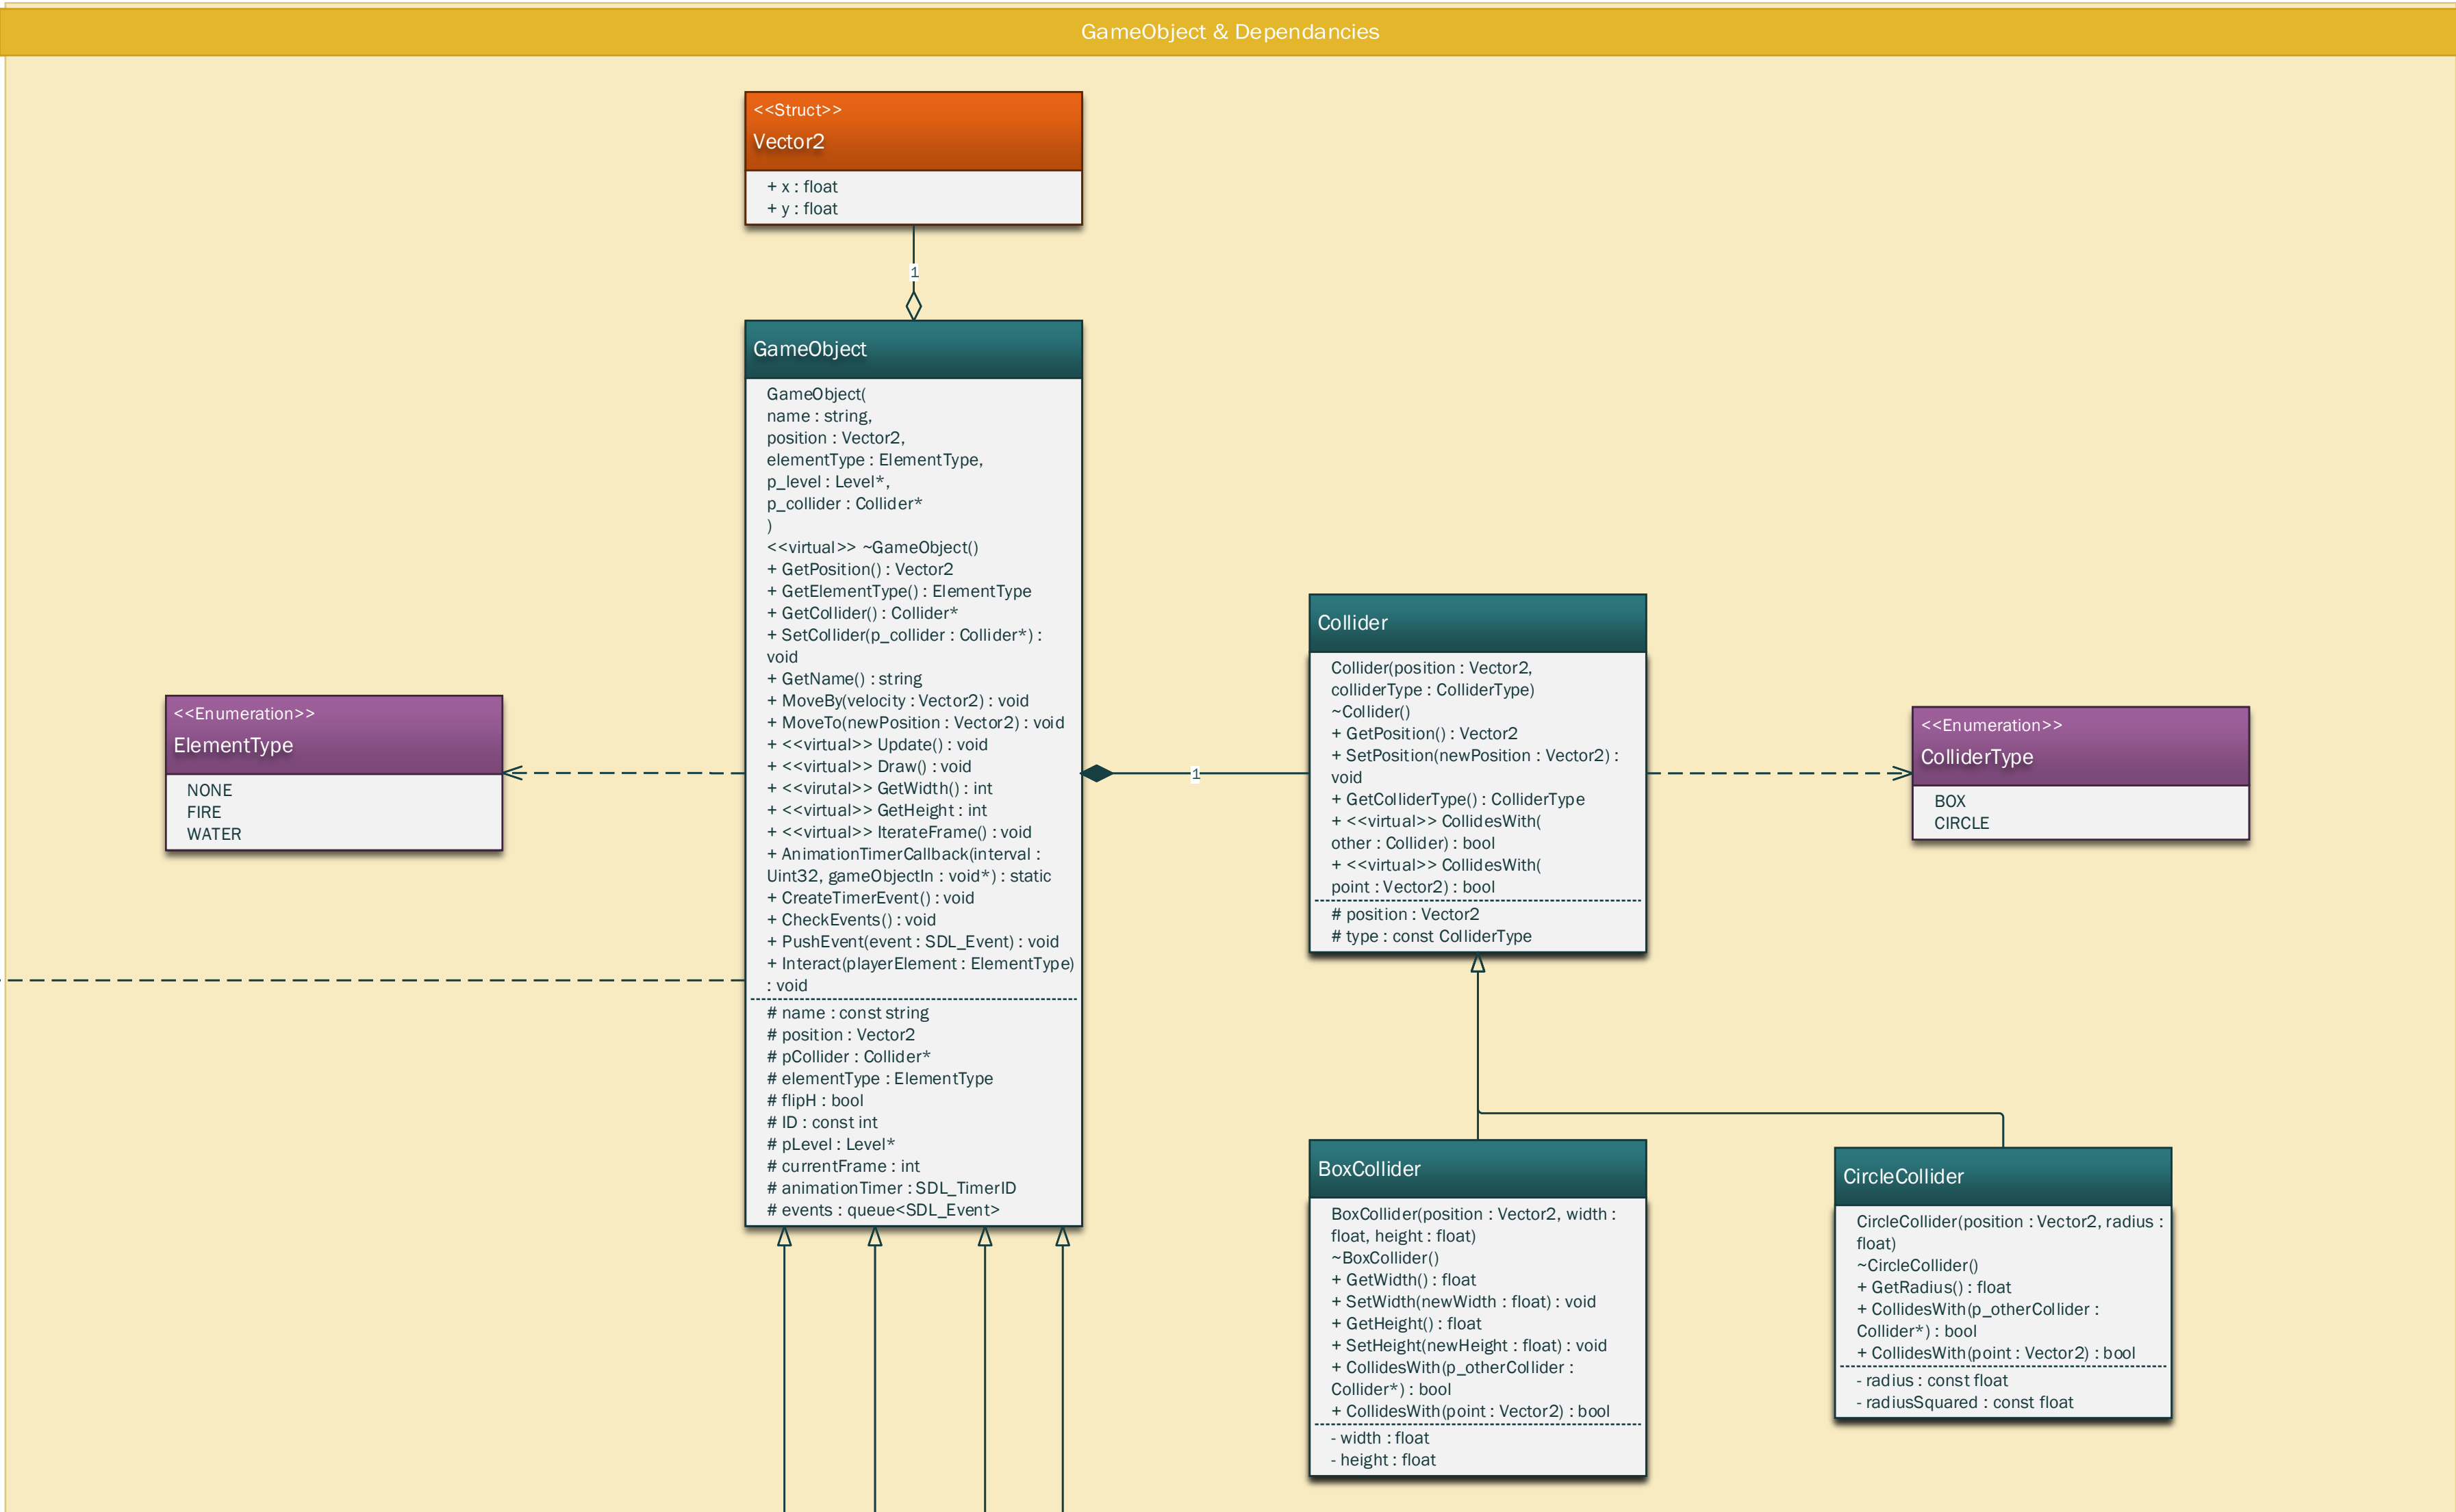 GameObject & Dependancies
<<Struct>>
Vector2
+ x : float
+ y : float
1
GameObject
GameObject(
name : string,
position : Vector2,
elementType : ElementType,
p_level : Level*,
p_collider : Collider*
)
<<virtual>> ~GameObject()
+ GetPosition() : Vector2
+ GetElementType() : ElementType
+ GetCollider() : Collider*
+ SetCollider(p_collider : Collider*) :
void
+ GetName() : string
+ MoveBy(velocity : Vector2) : void
+ MoveTo(newPosition : Vector2) : void
+ <<virtual>> Update() : void
+ <<virtual>> Draw() : void
+ <<virutal>> GetWidth() : int
+ <<virtual>> GetHeight : int
+ <<virtual>> IterateFrame() : void
+ AnimationTimerCallback(interval :
Uint32, gameObjectIn : void*) : static
+ CreateTimerEvent() : void
+ CheckEvents() : void
+ PushEvent(event : SDL_Event) : void
+ Interact(playerElement : ElementType)
: void
# name : const string
# position : Vector2
# pCollider : Collider*
# elementType : ElementType
# flipH : bool
# ID : const int
# pLevel : Level*
# currentFrame : int
# animationTimer : SDL_TimerID
# events : queue<SDL_Event>
<<Enumeration>>
ElementType
NONE
FIRE
WATER
1
Collider
Collider(position : Vector2,
colliderType : ColliderType)
~Collider()
+ GetPosition() : Vector2
+ SetPosition(newPosition : Vector2) :
void
+ GetColliderType() : ColliderType
+ <<virtual>> CollidesWith(
other : Collider) : bool
+ <<virtual>> CollidesWith(
point : Vector2) : bool
# position : Vector2
# type : const ColliderType
<<Enumeration>>
ColliderType
BOX
CIRCLE
BoxCollider
BoxCollider(position : Vector2, width :
float, height : float)
~BoxCollider()
+ GetWidth() : float
+ SetWidth(newWidth : float) : void
+ GetHeight() : float
+ SetHeight(newHeight : float) : void
+ CollidesWith(p_otherCollider :
Collider*) : bool
+ CollidesWith(point : Vector2) : bool
- width : float
- height : float
CircleCollider
CircleCollider(position : Vector2, radius :
float)
~CircleCollider()
+ GetRadius() : float
+ CollidesWith(p_otherCollider :
Collider*) : bool
+ CollidesWith(point : Vector2) : bool
- radius : const float
- radiusSquared : const float